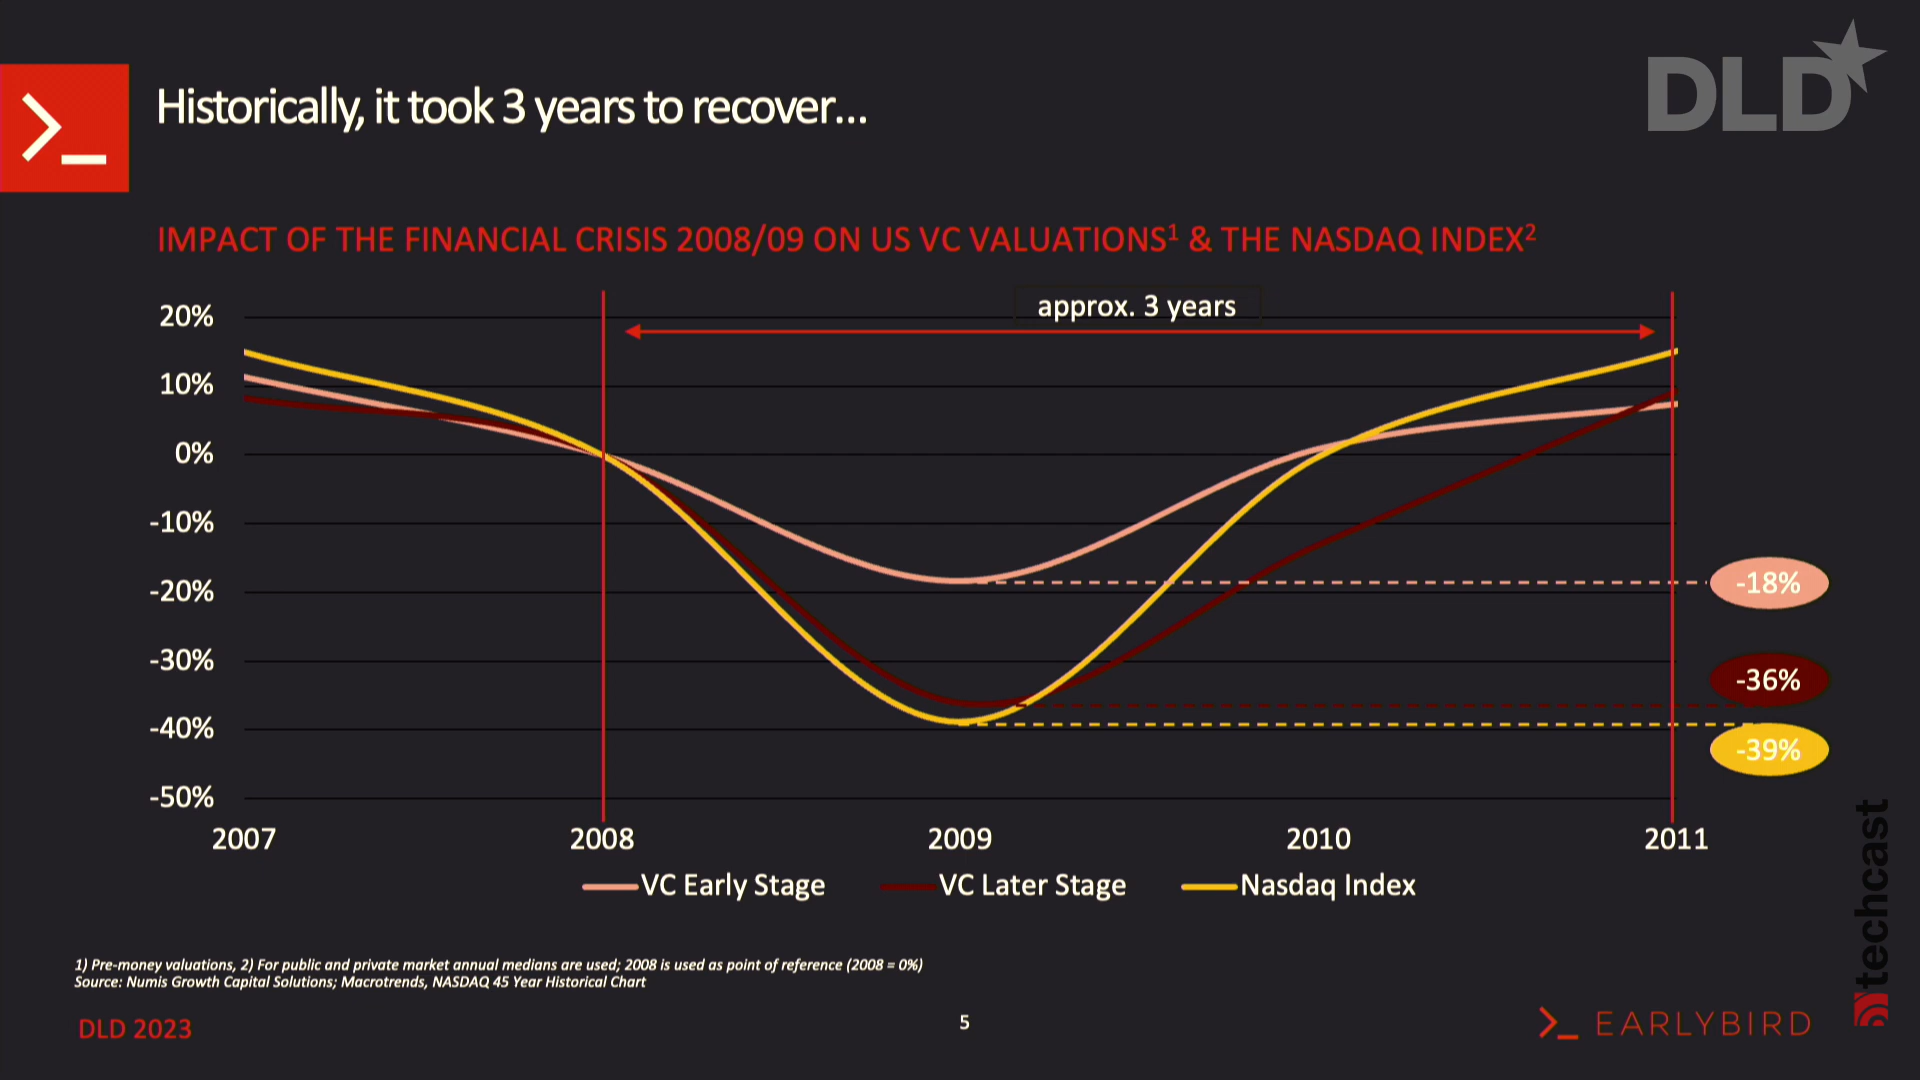 DLD
>_
Historically, it took 3 years to recover...
IMPACT OF THE FINANCIAL CRISIS 2008/09 ON US VC VALUATIONS¹ & THE NASDAQ INDEX²
approx. 3 years
20%
10%
0%
-10%
-20%
-30%
-40%
-50%
-18%
-36%
-39%
2007 2008 2009 2010 2011
VC Early Stage VC Later Stage Nasdaq Index
1) Pre-money valuations, 2) For public and private market annual medians are used; 2008 is used as point of reference (2008 = 0%)
Source: Numis Growth Capital Solutions; Macrotrends, NASDAQ 45 Year Historical Chart
DLD 2023
5
>_ EARLYBIRD
techcast